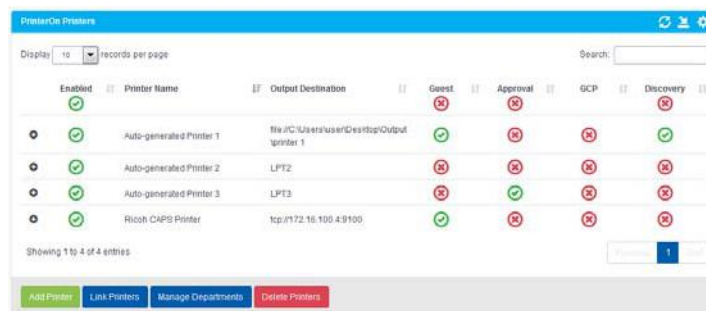 PrinterOn Printers
Display 10 records per page
Search:
Enabled Printer Name Output Destination Guest Approval GCP Discovery
Auto-generated Printer 1 file://C:\Users\user\Desktop\Output
\printer 1
Auto-generated Printer 2 LPT2
Auto-generated Printer 3 LPT3
Ricoh CAPS Printer tcp://172.16.100.4:9100
Showing 1 to 4 of 4 entries
Previous 1 Next
Add Printer Link Printers Manage Departments Delete Printers